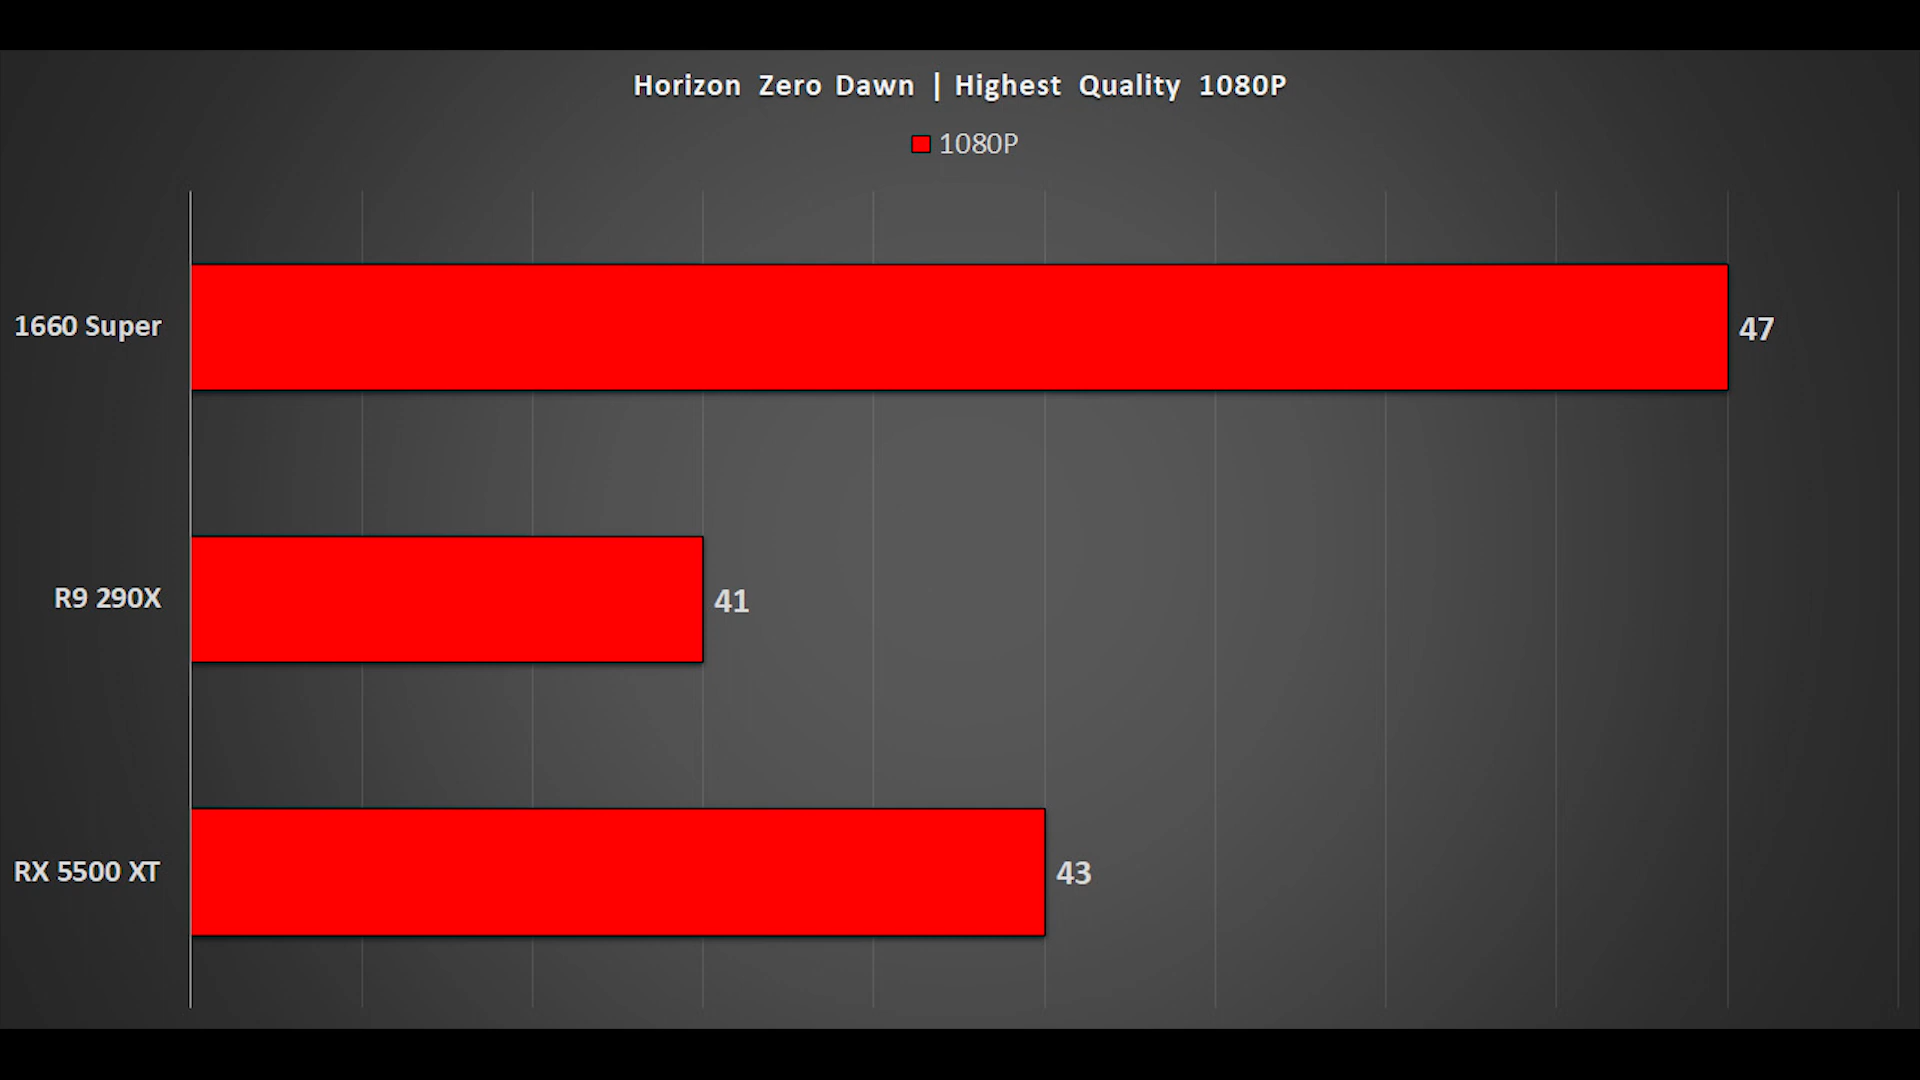 Horizon Zero Dawn | Highest Quality 1080P
1080P
1660 Super
47
R9 290X
41
RX 5500 XT
43